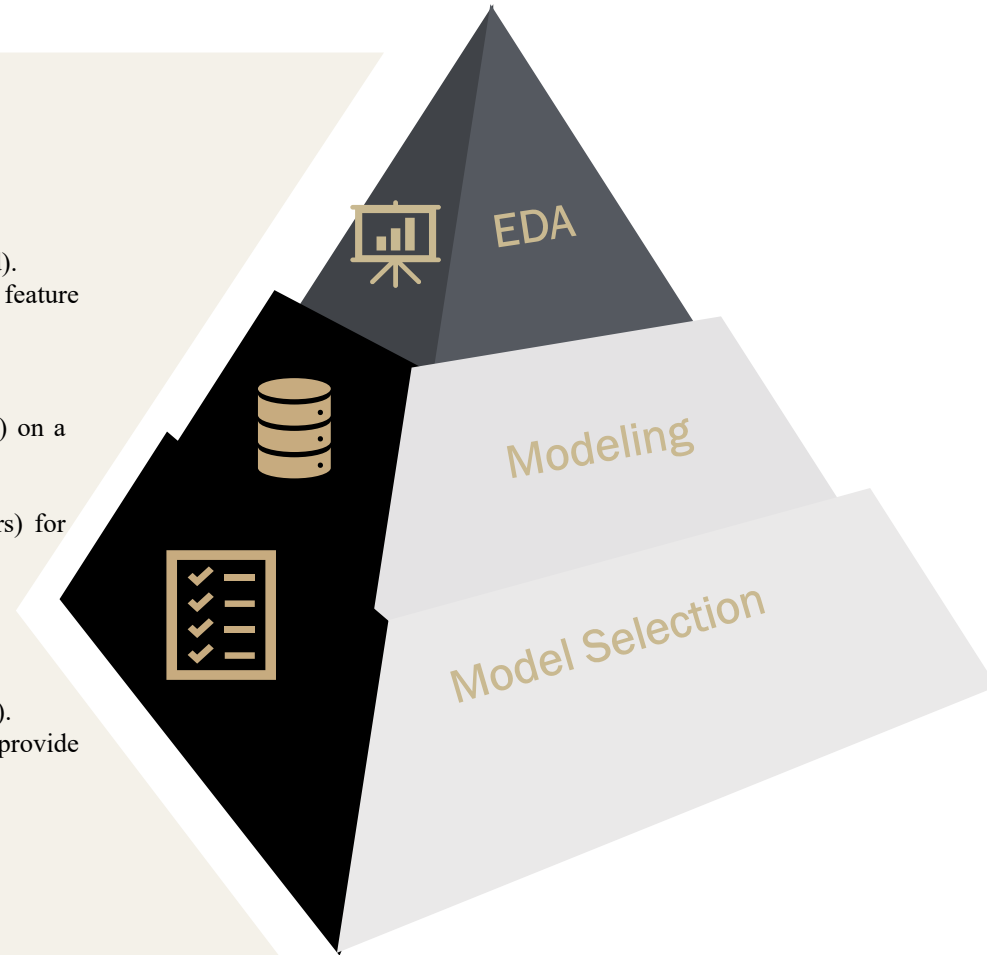 ).
feature
) on a
rs) for
).
provide
EDA
Modeling
Model Selection